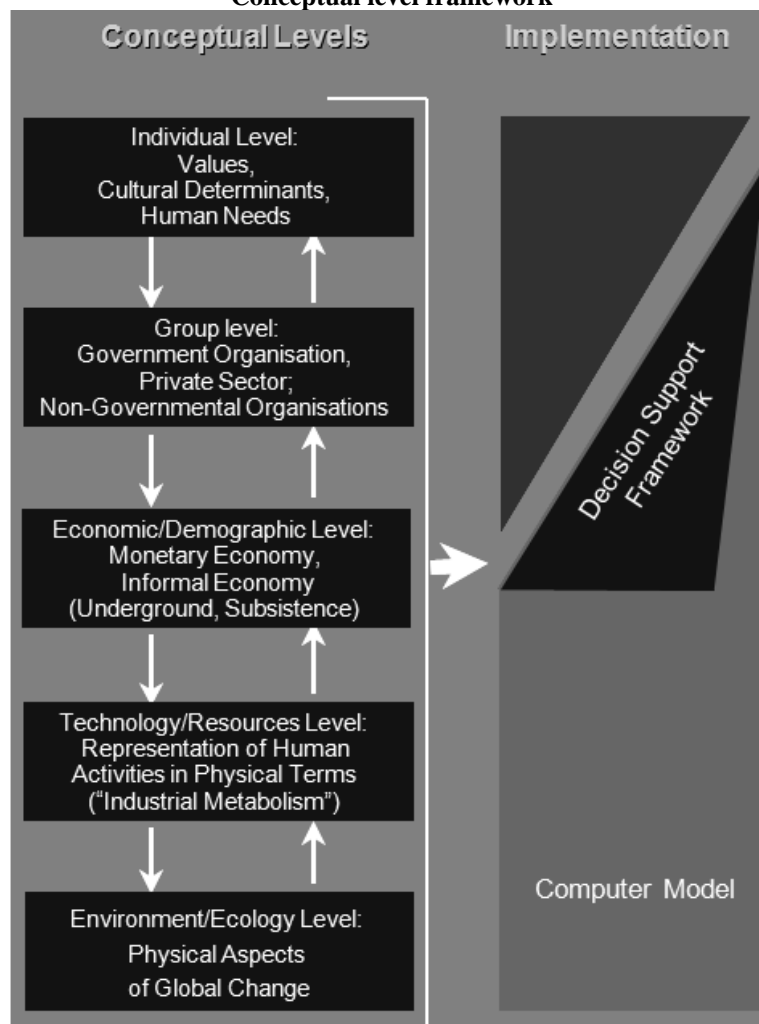 Conceptual level framework
Conceptual Levels
Implementation
Individual Level:
Values,
Cultural Determinants,
Human Needs
Group level:
Government Organisation,
Private Sector;
Non-Governmental Organisations
Economic/Demographic Level:
Monetary Economy,
Informal Economy
(Underground, Subsistence)
Technology/Resources Level:
Representation of Human
Activities in Physical Terms
("Industrial Metabolism")
Environment/Ecology Level:
Physical Aspects
of Global Change
Decision Support
Framework
Computer Model